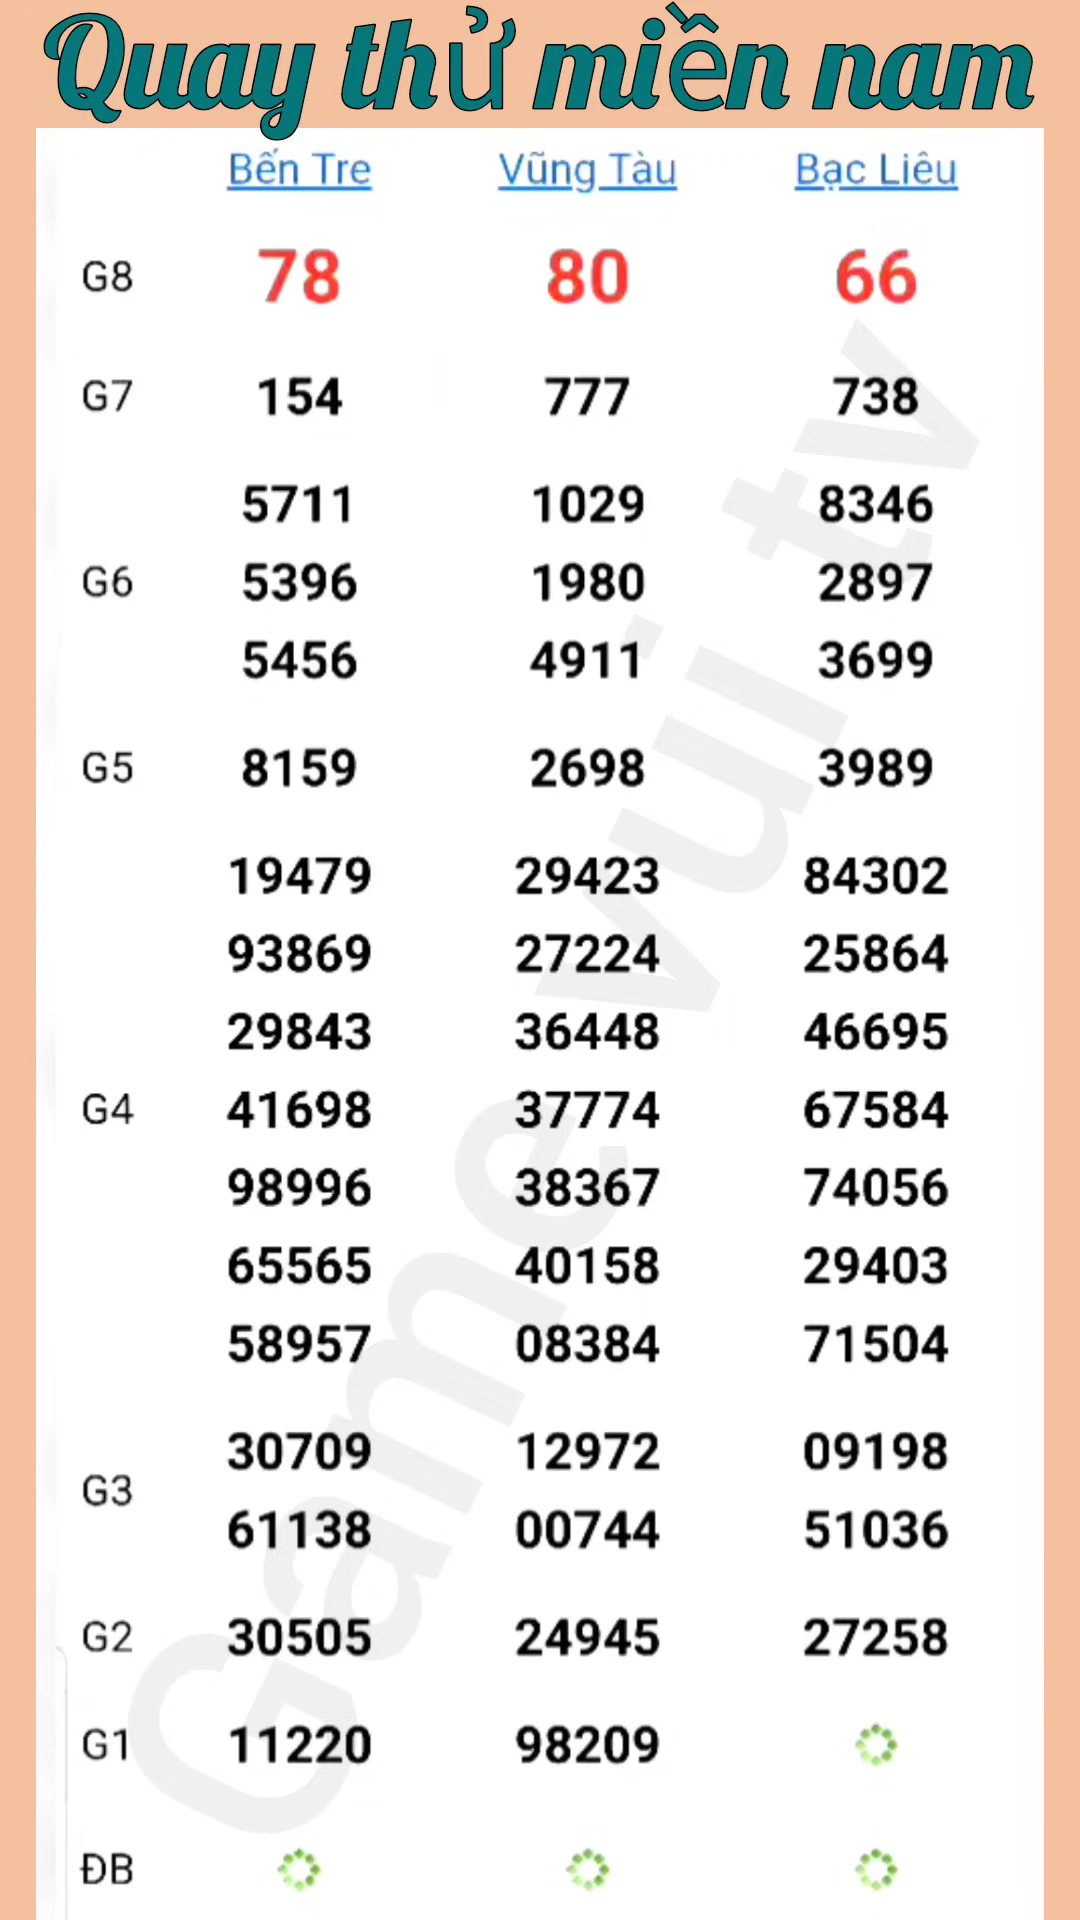 Quay thử miền nam
Bến Tre Vũng Tàu Bạc Liêu
G8 78 80 66
G7 154 777 738
5711 1029 8346
G6 5396 1980 2897
5456 4911 3699
G5 8159 2698 3989
19479 29423 84302
93869 27224 25864
29843 36448 46695
G4 41698 37774 67584
98996 38367 74056
65565 40158 29403
58957 08384 71504
G3
30709 12972 09198
61138 00744 51036
G2 30505 24945 27258
G1 11220 98209
ĐB
Game vui tv